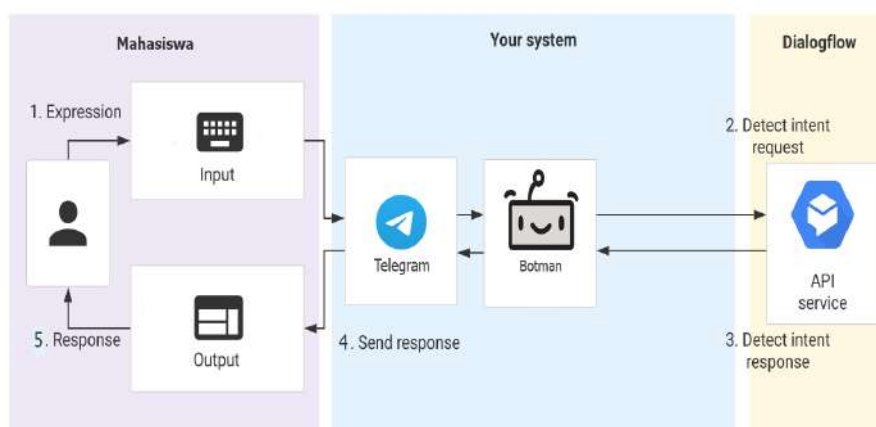 Mahasiswa
Your system
Dialogflow
1. Expression
Input
2. Detect intent
request
Telegram
Botman
API
service
5. Response
Output
4. Send response
3. Detect intent
response